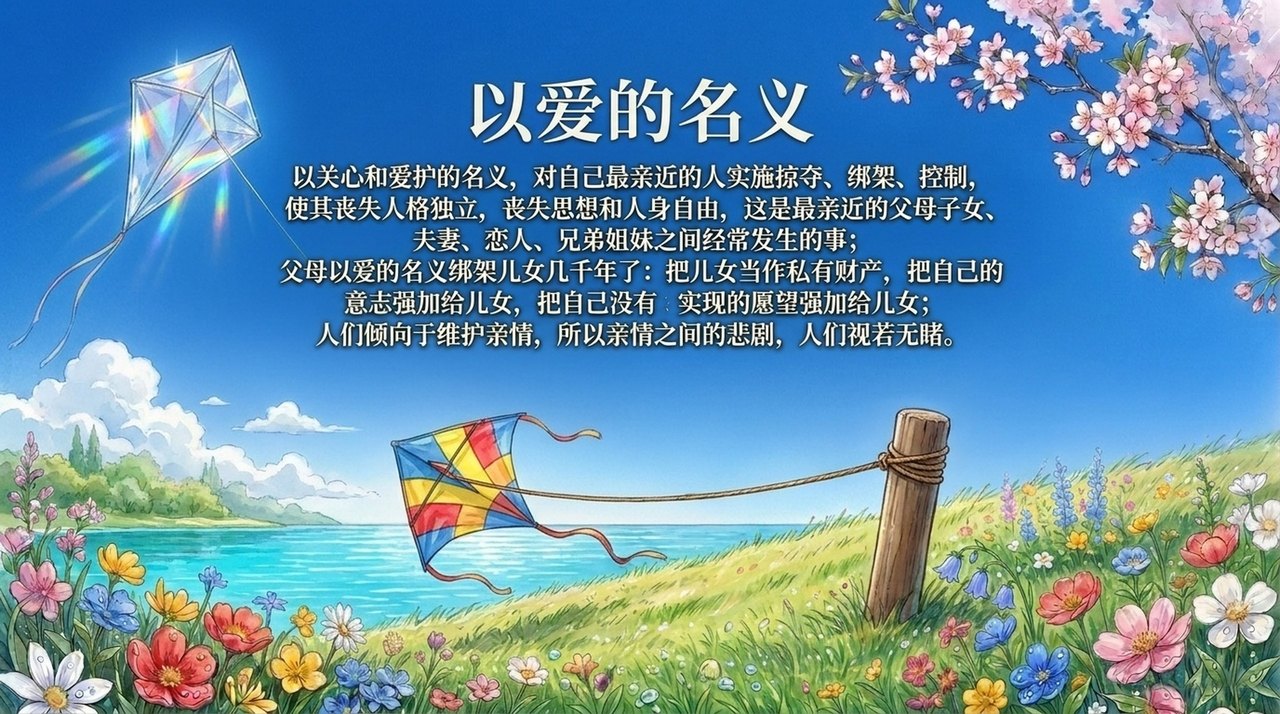 以爱的名义
以关心和爱护的名义，对自己最亲近的人实施掠夺、绑架、控制，
使其丧失人格独立，丧失思想和人身自由，这是最亲近的父母子女、
夫妻、恋人、兄弟姐妹之间经常发生的事；
父母以爱的名义绑架儿女几千年了：把儿女当作私有财产，把自己的
意志强加给儿女，把自己没有 实现的愿望强加给儿女；
人们倾向于维护亲情，所以亲情之间的悲剧，人们视若无睹。